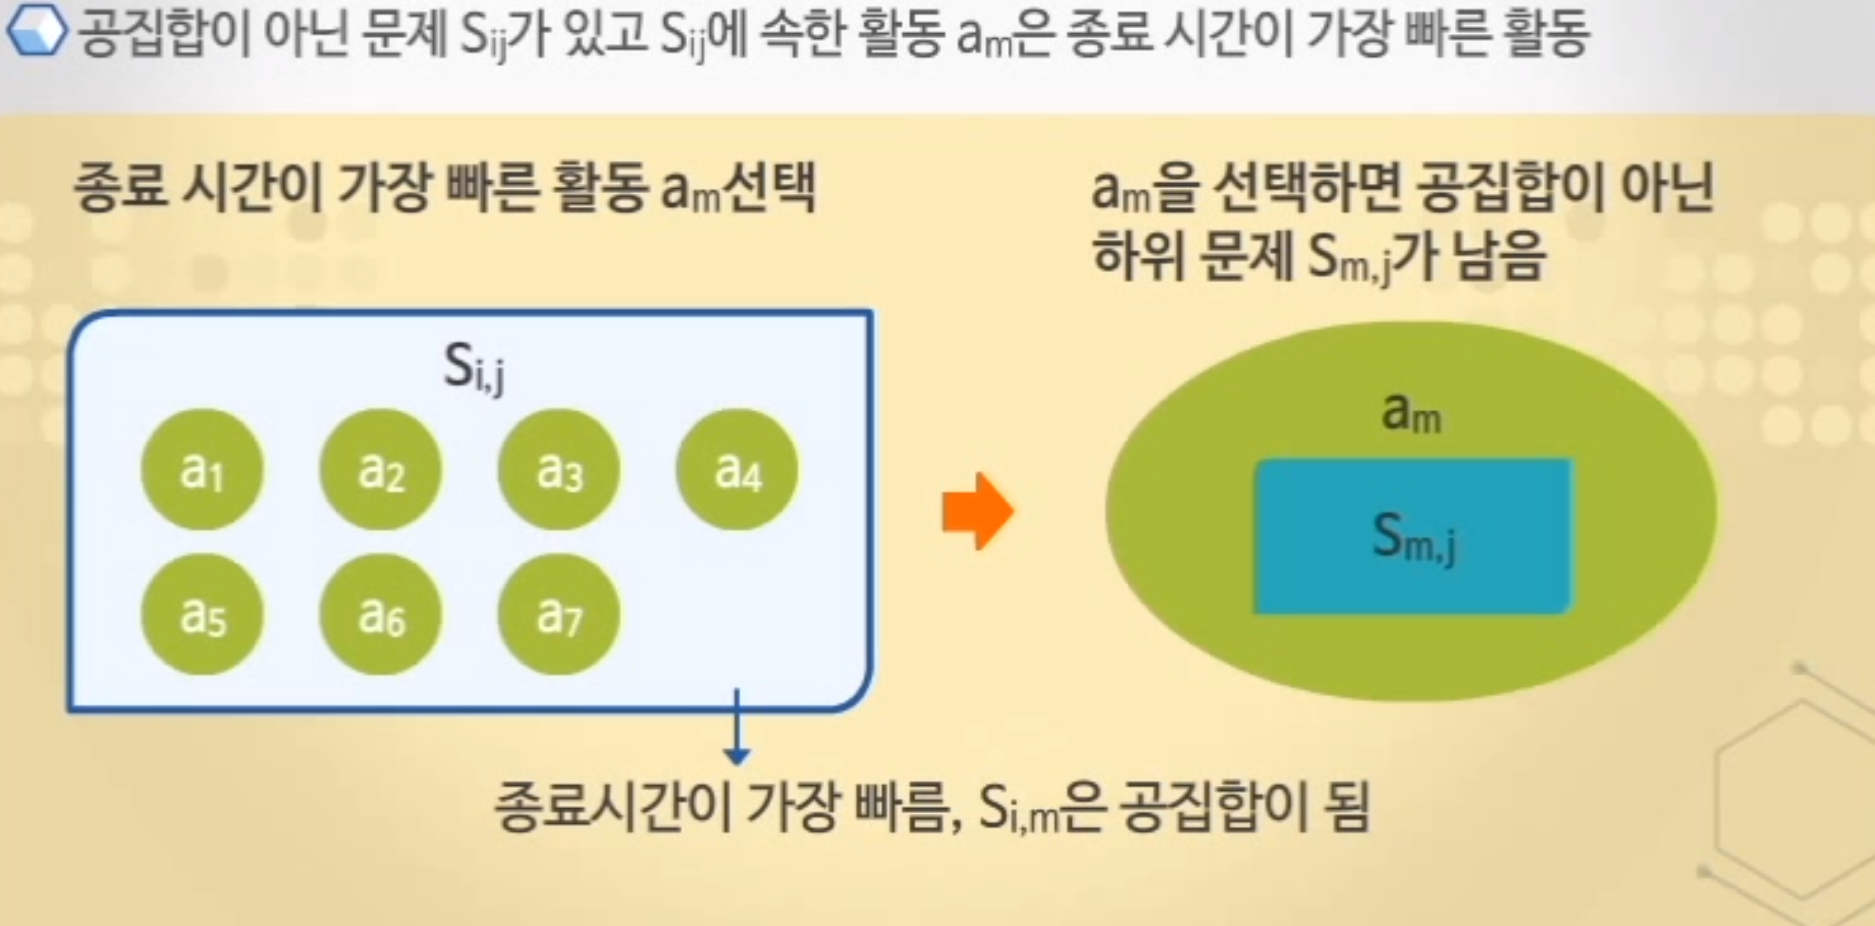 공집합이 아닌 문제 Sij가 있고 Sij에 속한 활동 am은 종료 시간이 가장 빠른 활동
종료 시간이 가장 빠른 활동 am선택
am을 선택하면 공집합이 아닌
하위 문제 Sm,j가 남음
Si,j
a1 a2 a3 a4
a5 a6 a7
am
Sm,j
종료시간이 가장 빠름, Si,m은 공집합이 됨